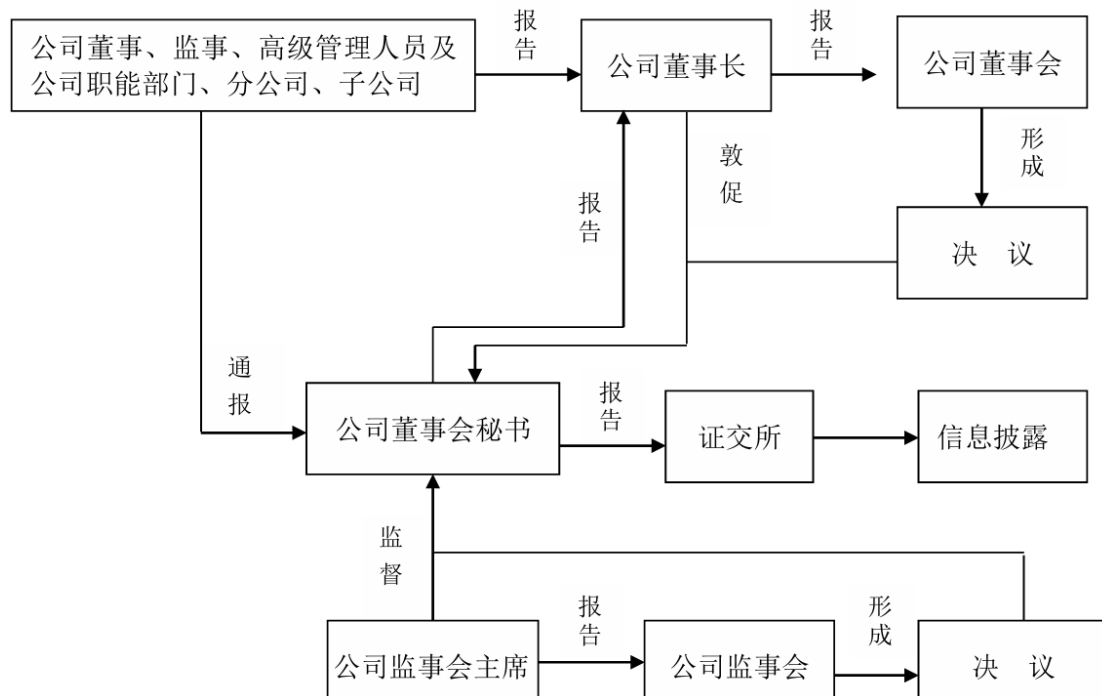 公司董事、监事、高级管理人员及
公司职能部门、分公司、子公司
报告
公司董事长
报告
公司董事会
形成
敦促
报告
决 议
通报
公司董事会秘书
报告
证交所
信息披露
监督
公司监事会主席
报告
公司监事会
形成
决 议